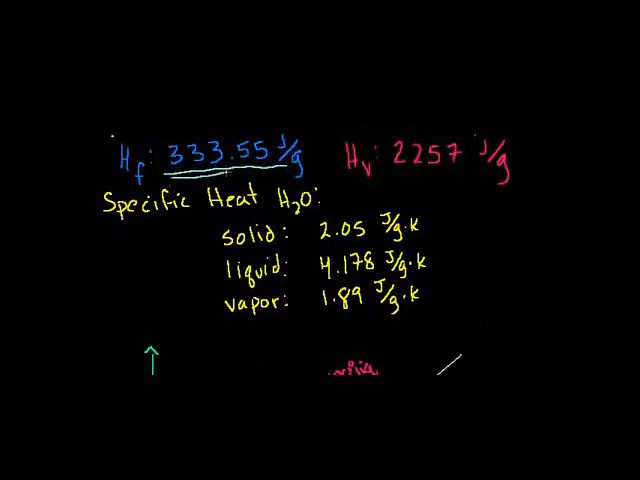 Hf: 333.55 J/g Hv: 2257 J/g
Specific Heat H2O:
solid: 2.05 J/g·k
liquid: 4.178 J/g·k
vapor: 1.89 J/g·k